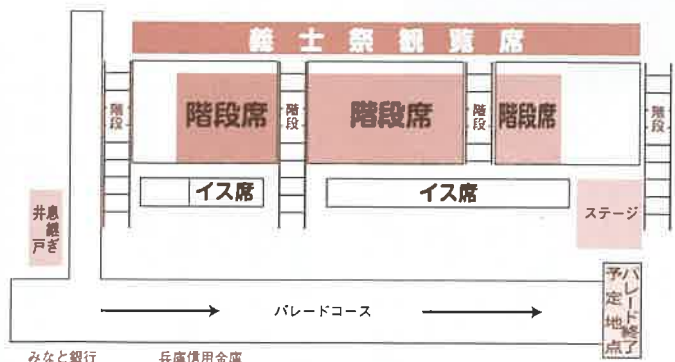 義士祭観覧席
階段
階段席
階段
階段席
階段
階段席
階段
イス席
イス席
息継ぎ
井戸
ステージ
パレードコース
パレード終了
予定地点
みなと銀行
兵庫信用金庫